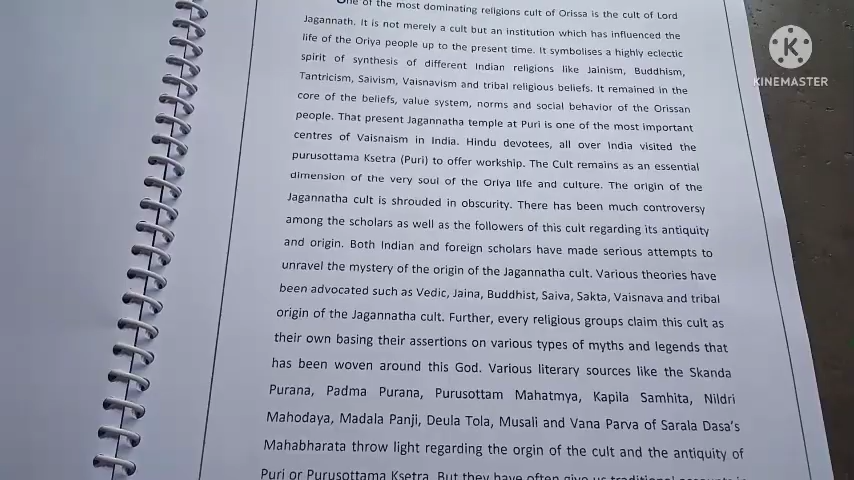 One of the most dominating religions cult of Orissa is the cult of Lord
Jagannath. It is not merely a cult but an institution which has influenced the
life of the Oriya people up to the present time. It symbolises a highly eclectic
spirit of synthesis of different Indian religions like Jainism, Buddhism,
Tantricism, Saivism, Vaisnavism and tribal religious beliefs. It remained in the
core of the beliefs, value system, norms and social behavior of the Orissan
people. That present Jagannatha temple at Puri is one of the most important
centres of Vaisnaism in India. Hindu devotees, all over India visited the
purusottama Ksetra (Puri) to offer workship. The Cult remains as an essential
dimension of the very soul of the Oriya life and culture. The origin of the
Jagannatha cult is shrouded in obscurity. There has been much controversy
among the scholars as well as the followers of this cult regarding its antiquity
and origin. Both Indian and foreign scholars have made serious attempts to
unravel the mystery of the origin of the Jagannatha cult. Various theories have
been advocated such as Vedic, Jaina, Buddhist, Saiva, Sakta, Vaisnava and tribal
origin of the Jagannatha cult. Further, every religious groups claim this cult as
their own basing their assertions on various types of myths and legends that
has been woven around this God. Various literary sources like the Skanda
Purana, Padma Purana, Purusottam Mahatmya, Kapila Samhita, Nildri
Mahodaya, Madala Panji, Deula Tola, Musali and Vana Parva of Sarala Dasa's
Mahabharata throw light regarding the orgin of the cult and the antiquity of
Puri or Purusottama Ksetra. But they have often give us traditional
K
KINEMASTER